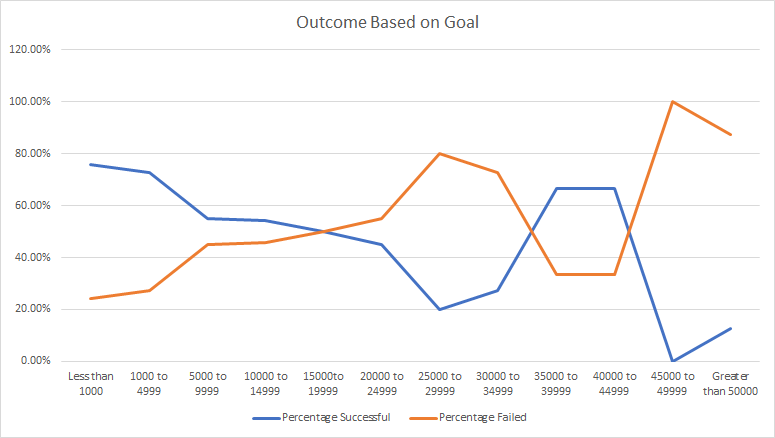 Outcome Based on Goal
120.00%
100.00%
80.00%
60.00%
40.00%
20.00%
0.00%
Less than
1000
1000 to
4999
5000 to
9999
10000 to
14999
15000to
19999
20000 to
24999
25000 to
29999
30000 to
34999
35000 to
39999
40000 to
44999
45000 to
49999
Greater
than 50000
Percentage Successful
Percentage Failed